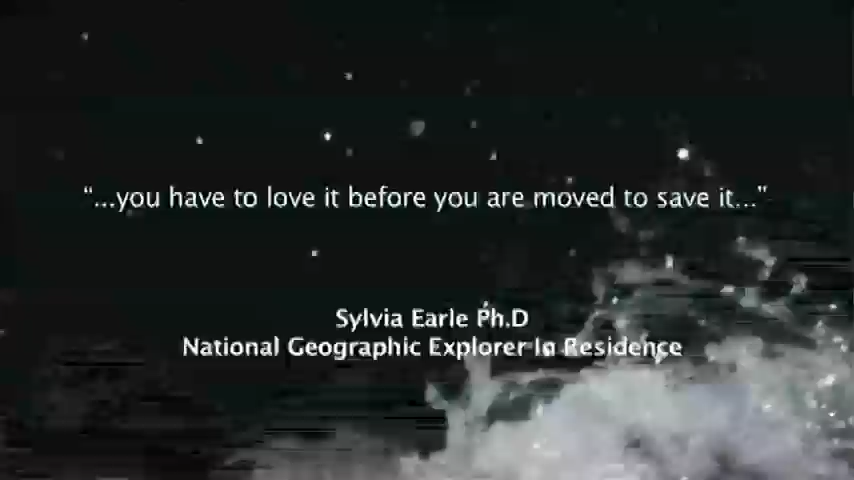 “...you have to love it before you are moved to save it...”
Sylvia Earle Ph.D
National Geographic Explorer In Residence